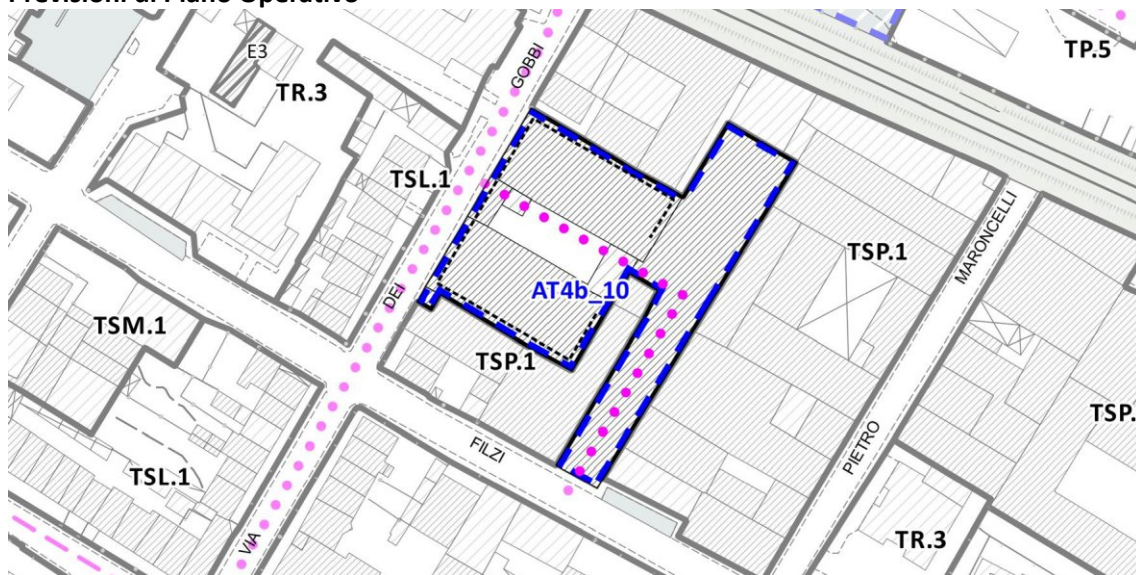 Previsioni di Piano Operativo
E3
TR.3
GOBBI
TP.5
TSL.1
MARONCELLI
TSP.1
DEI
AT4b_10
TSM.1
TSP.1
TSP.
FILZI
PIETRO
TSL.1
VIA
TR.3